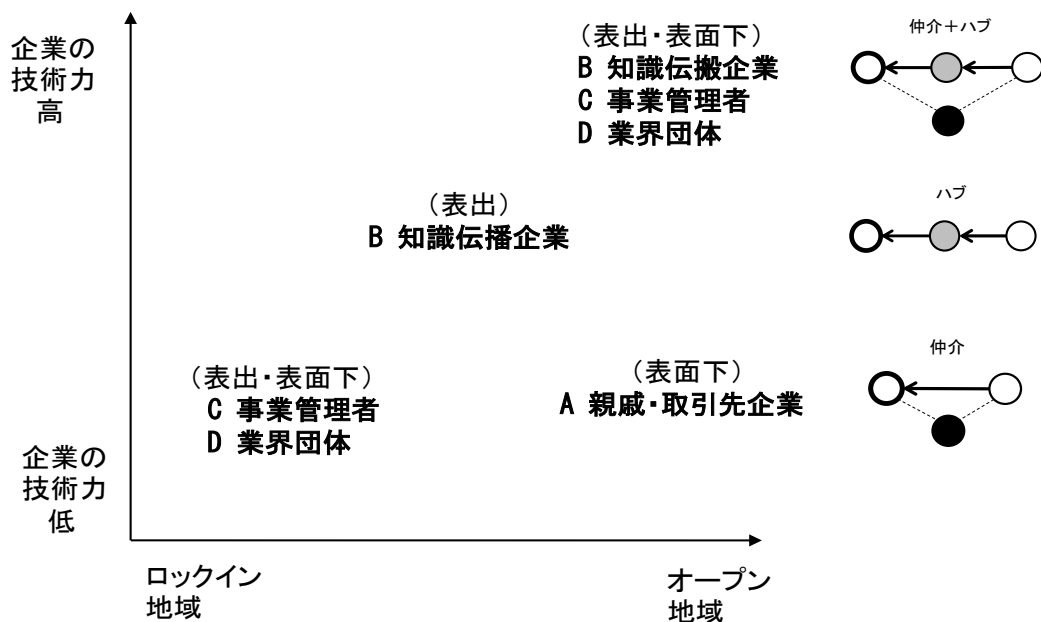 企業の
技術力
高
(表出・表面下)
B 知識伝搬企業
C 事業管理者
D 業界団体
仲介+ハブ
(表出)
B 知識伝播企業
ハブ
(表出・表面下)
C 事業管理者
D 業界団体
(表面下)
A 親戚・取引先企業
仲介
企業の
技術力
低
ロックイン
地域
オープン
地域